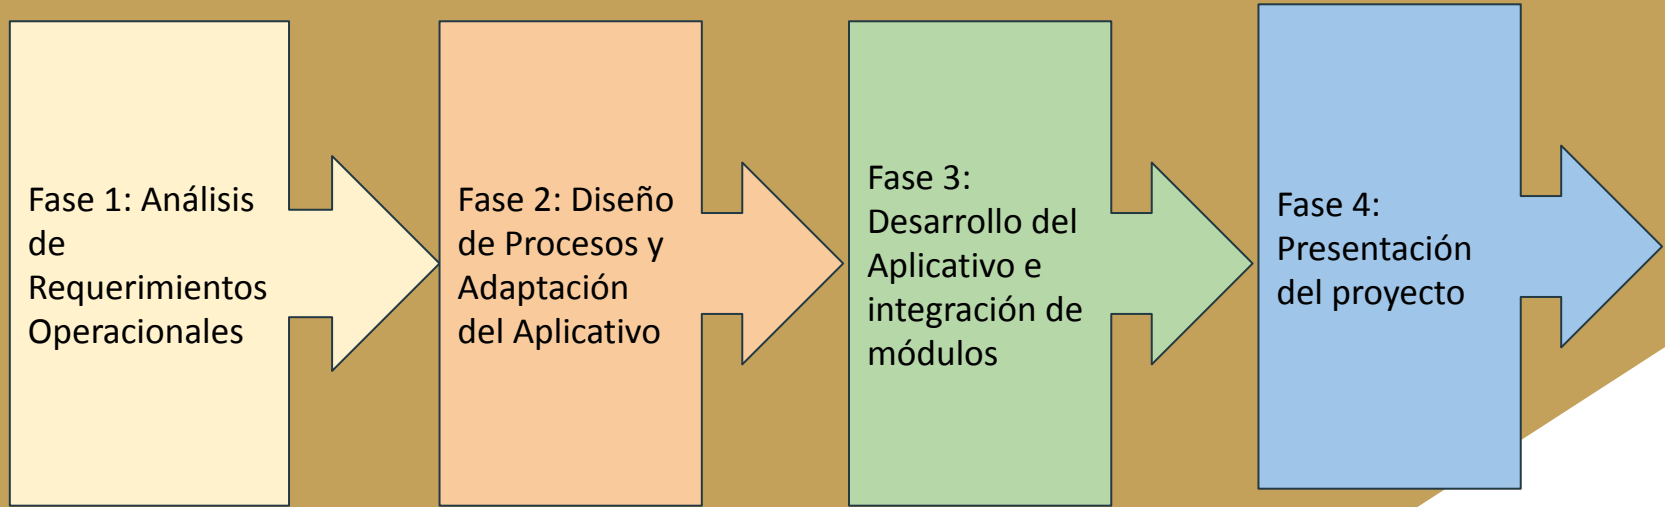 Fase 1: Análisis
de
Requerimientos
Operacionales
Fase 2: Diseño
de Procesos y
Adaptación
del Aplicativo
Fase 3:
Desarrollo del
Aplicativo e
integración de
módulos
Fase 4:
Presentación
del proyecto